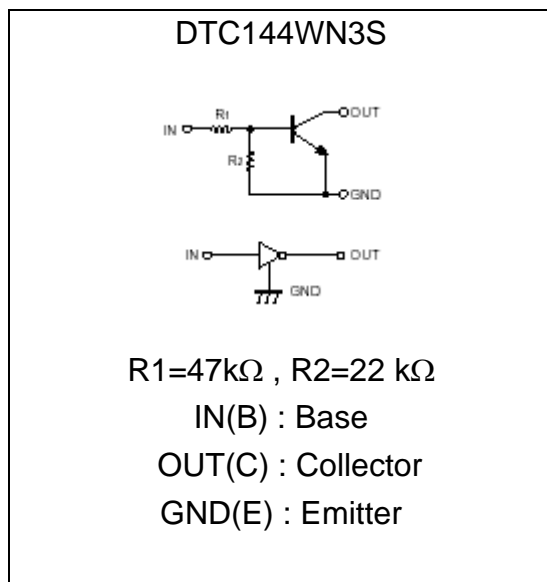 DTC144WN3S
R1
OUT
IN
R2
GND
IN
OUT
GND
R1=47kΩ , R2=22 kΩ
IN(B) : Base
OUT(C) : Collector
GND(E) : Emitter